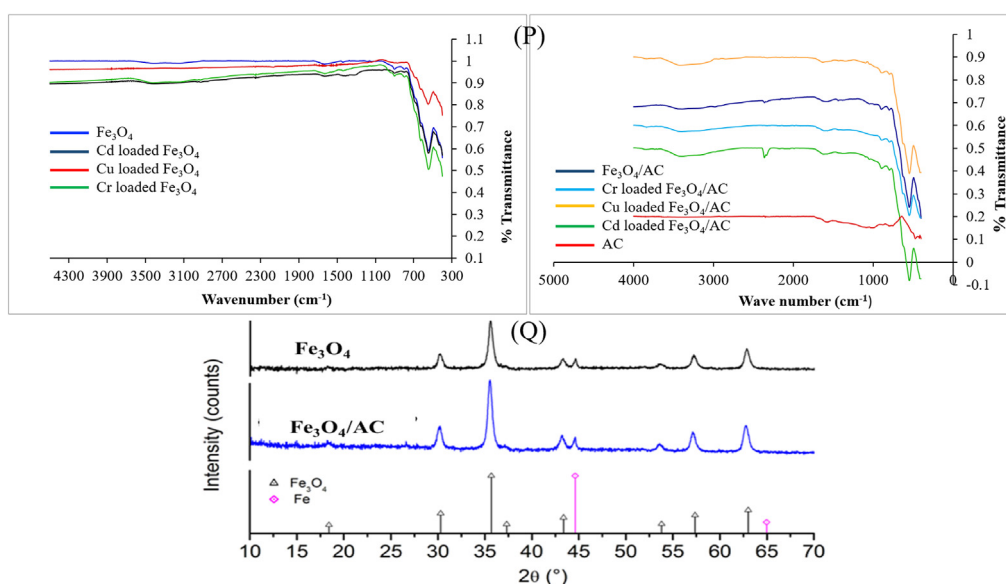 (P)
1.1
1
0.9
0.8
0.7
0.6
0.5
0.4
0.3
0.2
0.1
% Transmittance
Fe₃O₄
Cd loaded Fe₃O₄
Cu loaded Fe₃O₄
Cr loaded Fe₃O₄
4300 3900 3500 3100 2700 2300 1900 1500 1100 700 300
Wavenumber (cm⁻¹)
1
0.9
0.8
0.7
0.6
0.5
0.4
0.3
0.2
0.1
0
-0.1
% Transmittance
Fe₃O₄/AC
Cr loaded Fe₃O₄/AC
Cu loaded Fe₃O₄/AC
Cd loaded Fe₃O₄/AC
AC
5000 4000 3000 2000 1000 0
Wave number (cm⁻¹)
(Q)
Intensity (counts)
Fe₃O₄
Fe₃O₄/AC
Fe₃O₄
Fe
10 15 20 25 30 35 40 45 50 55 60 65 70
2θ (°)